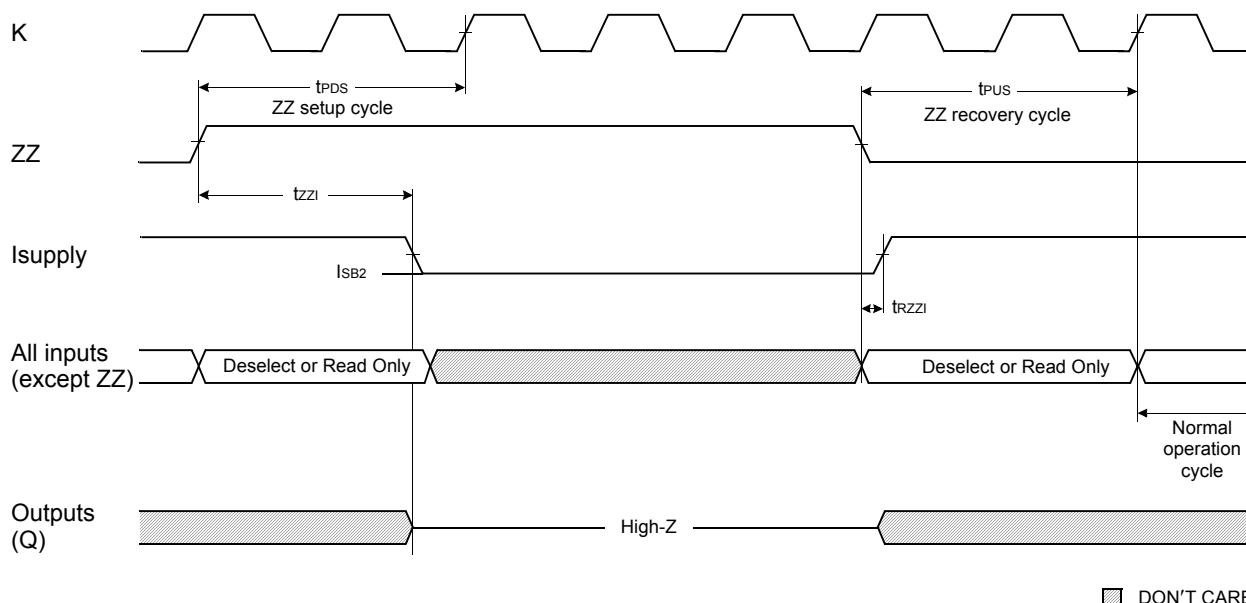 K
tPDS
ZZ setup cycle
tPUS
ZZ recovery cycle
ZZ
tZZI
Isupply
ISB2
tRZZI
All inputs
(except ZZ)
Deselect or Read Only
Deselect or Read Only
Normal
operation
cycle
Outputs
(Q)
High-Z
DON'T CARE